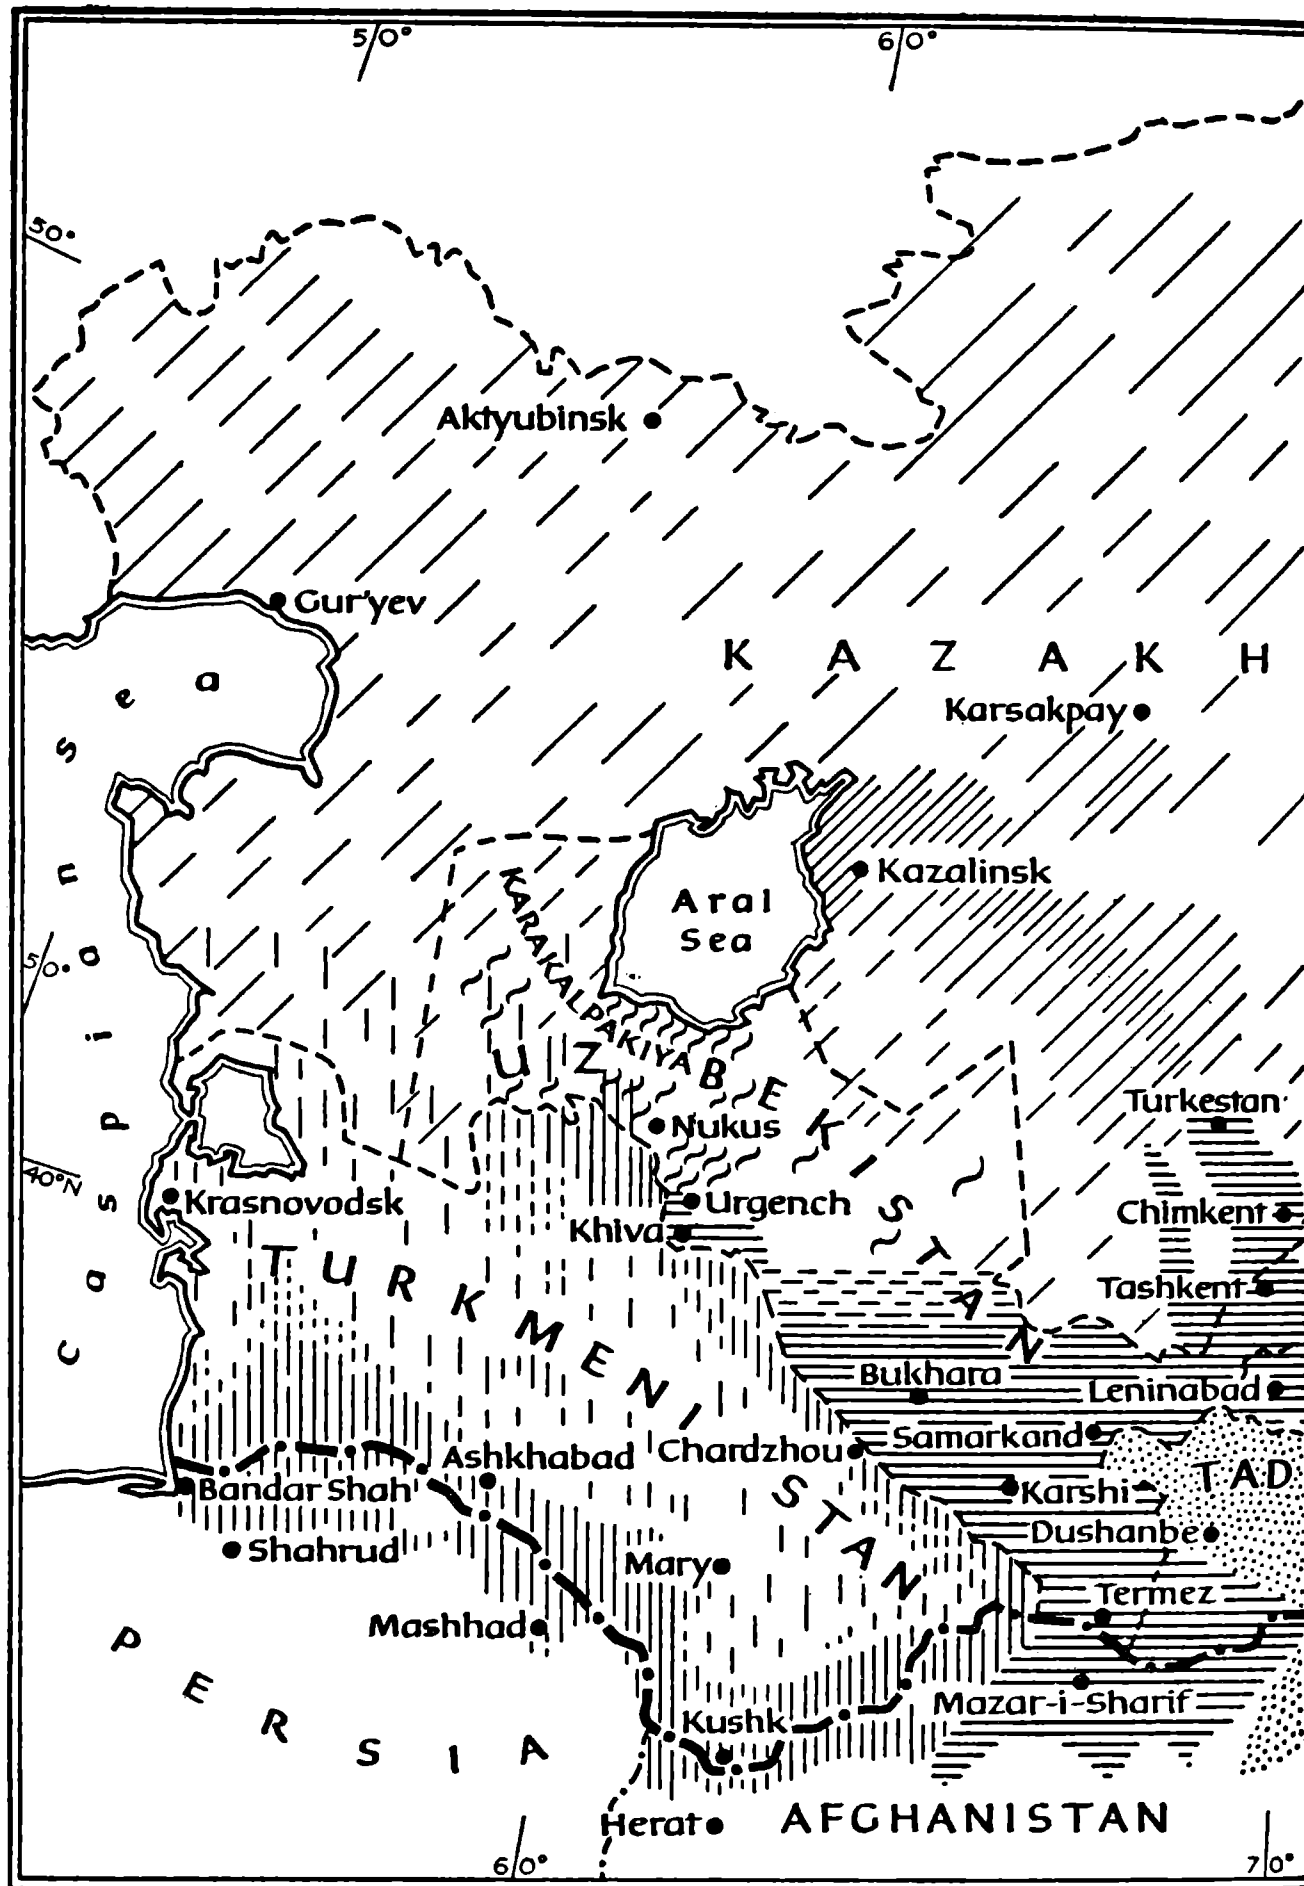 50°
60°
50°
Aktyubinsk
Gur'yev
KAZAKH
Karsakpay
Caspian Sea
Aral
Sea
Kazalinsk
KARAKALPAKIYA
50°
UZBEKISTAN
Turkestan
Nukus
40°N
Krasnovodsk
Urgench
Chimkent
Khiva
TURKMENISTAN
Tashkent
Bukhara
Leninabad
Ashkhabad
Chardzhou
Samarkand
TAD
Bandar Shah
Karshi
Shahrud
Dushanbe
Mary
Termez
Mashhad
PERSIA
Mazar-i-Sharif
Kushk
Herat
AFGHANISTAN
60°
70°